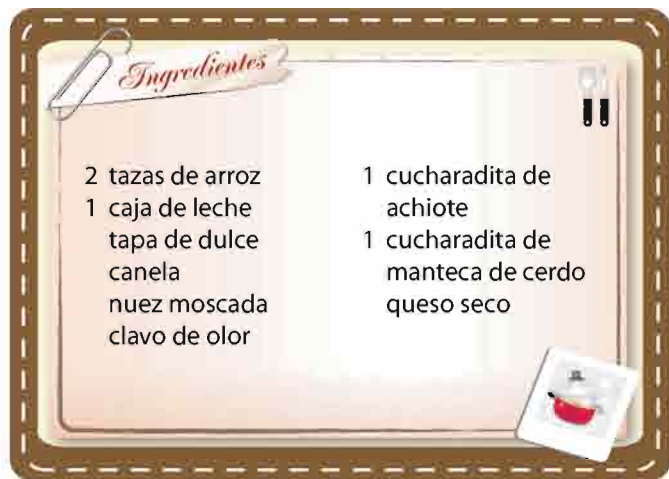 Ingredientes
2 tazas de arroz
1 caja de leche
tapa de dulce
canela
nuez moscada
clavo de olor
1 cucharadita de
achiote
1 cucharadita de
manteca de cerdo
queso seco